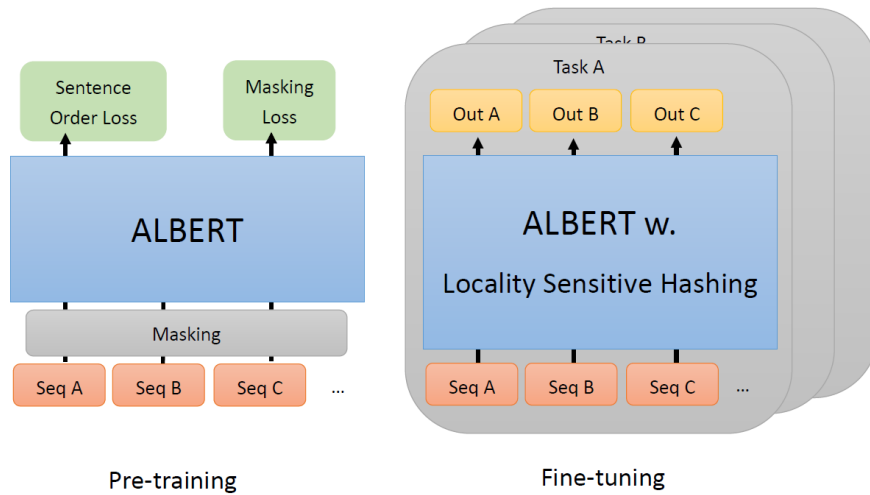 Sentence
Order Loss
Masking
Loss
ALBERT
Masking
Seq A
Seq B
Seq C
...
Pre-training
Task B
Task A
Out A
Out B
Out C
ALBERT w.
Locality Sensitive Hashing
Seq A
Seq B
Seq C
...
Fine-tuning